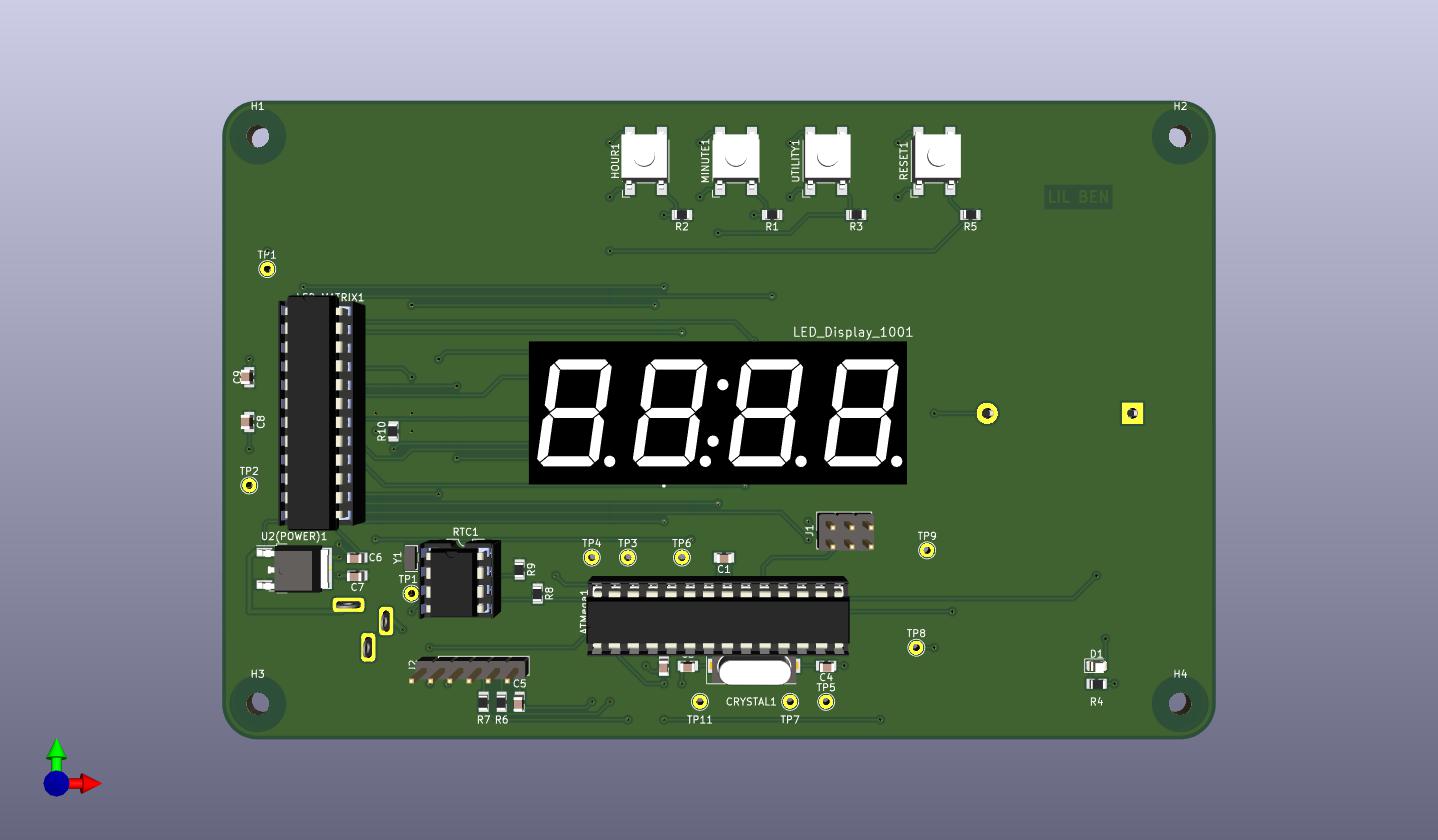 H1
H2
HOUR1
MINUTE1
UTILITY1
RESET1
LIL BEN
R2
R1
R3
R5
TP1
LED_Display_1001
C9
C8
R10
TP2
U2(POWER)1
RTC1
J1
C6
Y1
C7
TP1
R9
R8
TP4
TP3
TP6
C1
TP9
ATMega1
TP8
H3
J2
C5
R7
R6
C4
TP5
CRYSTAL1
TP11
TP7
D1
R4
H4